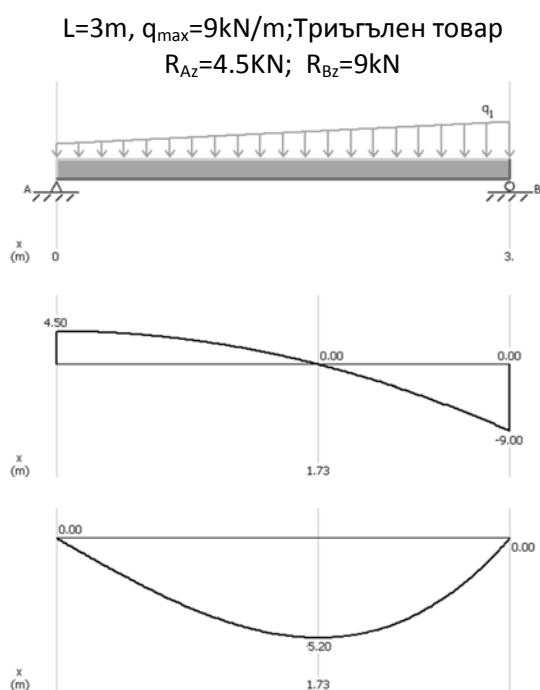 L=3m, qmax=9kN/m;Триъгълен товар
RAz=4.5KN; RBz=9kN
q1
A B
x
(m) 0 3.
4.50
0.00 0.00
-9.00
x
(m) 1.73
0.00
0.00
5.20
x
(m) 1.73